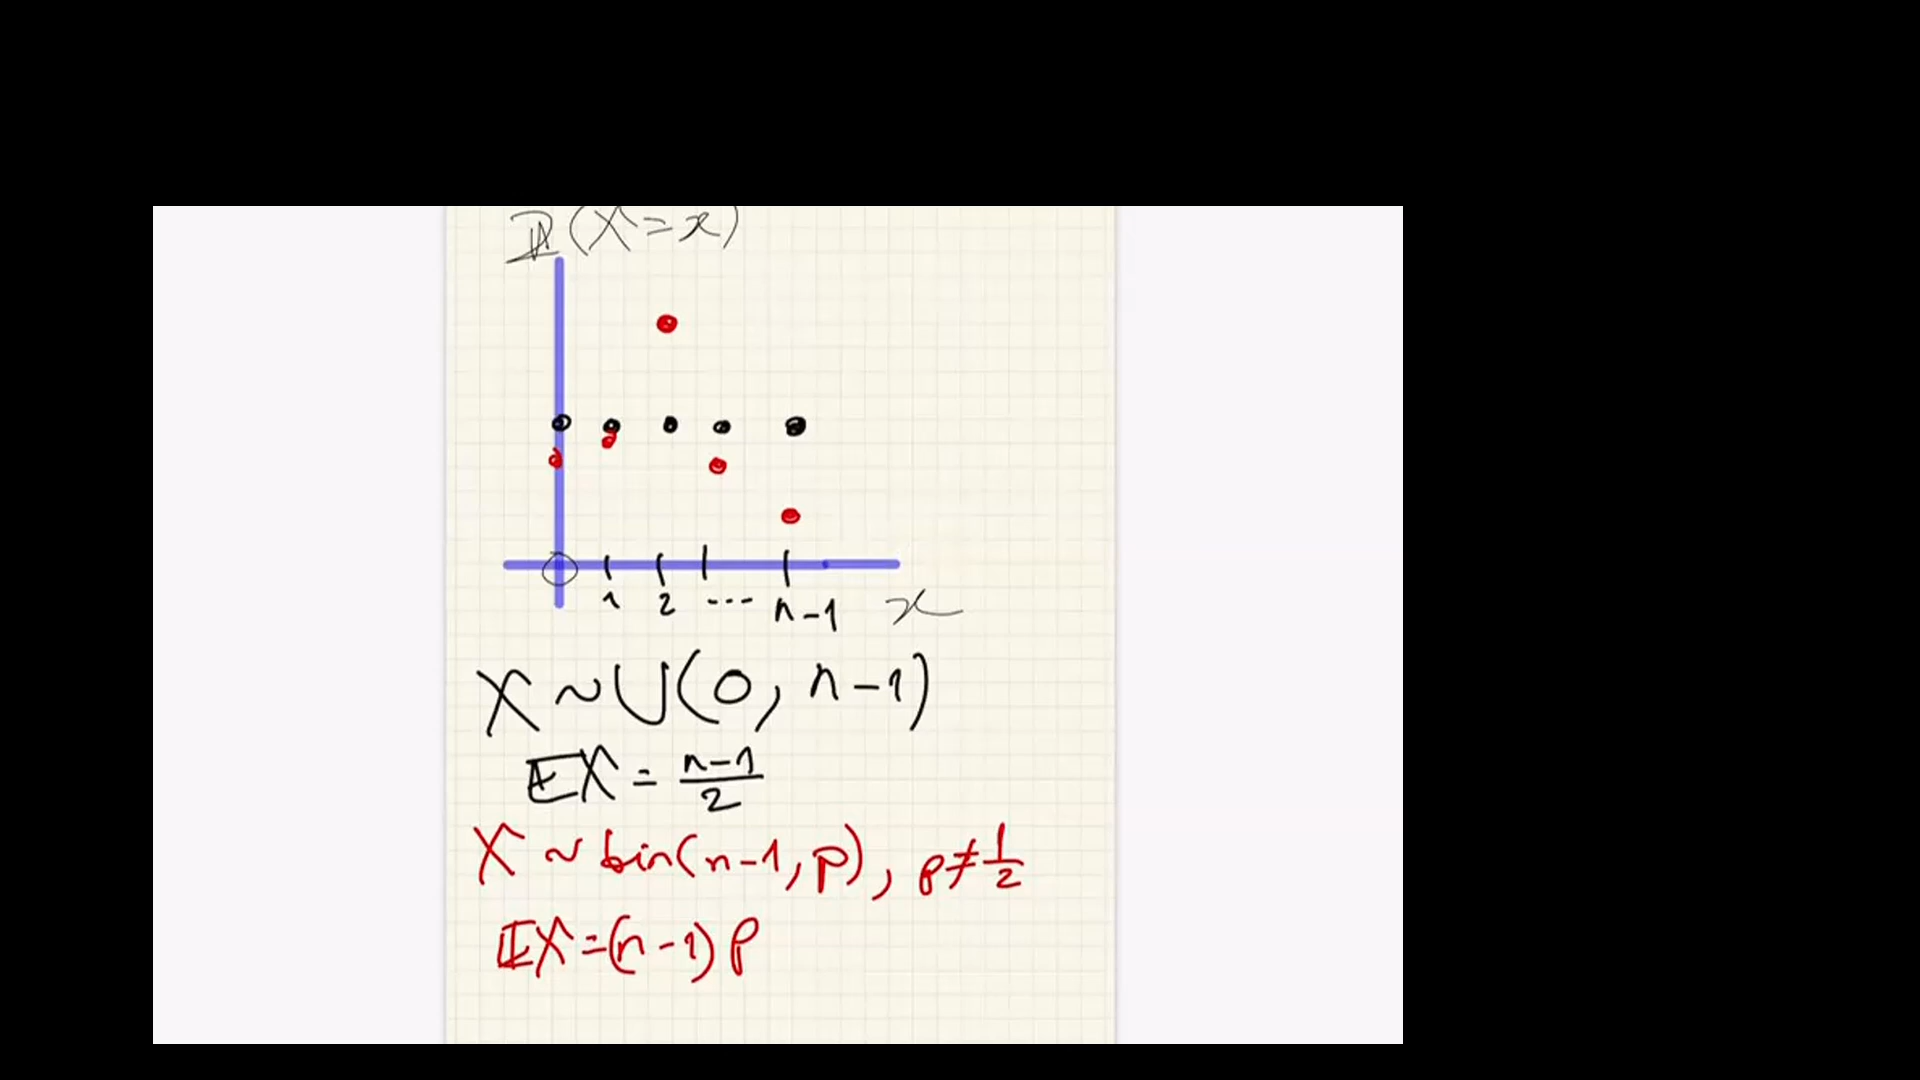 ℙ(X=x)
1 2 ... n-1 x
X ~ U(0, n-1)
𝔼X = n-1/2
X ~ bin(n-1, p), p≠1/2
𝔼X = (n-1) p